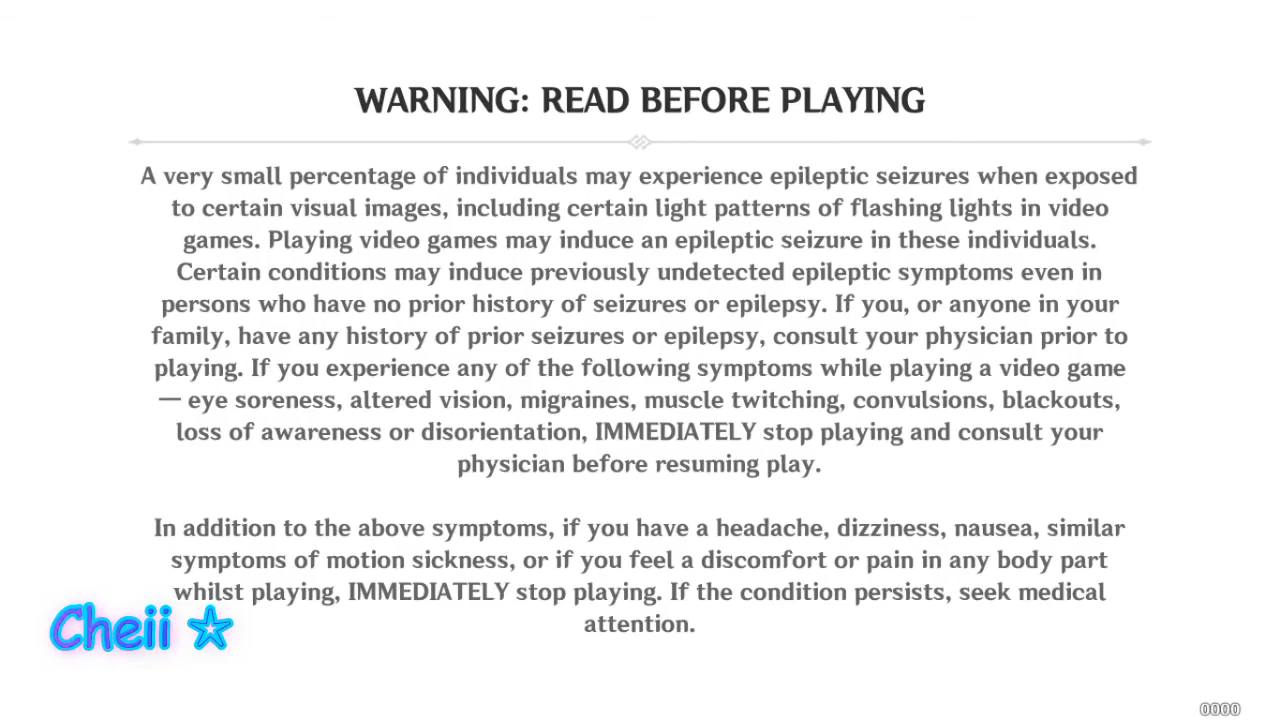 WARNING: READ BEFORE PLAYING
A very small percentage of individuals may experience epileptic seizures when exposed
to certain visual images, including certain light patterns of flashing lights in video
games. Playing video games may induce an epileptic seizure in these individuals.
Certain conditions may induce previously undetected epileptic symptoms even in
persons who have no prior history of seizures or epilepsy. If you, or anyone in your
family, have any history of prior seizures or epilepsy, consult your physician prior to
playing. If you experience any of the following symptoms while playing a video game
— eye soreness, altered vision, migraines, muscle twitching, convulsions, blackouts,
loss of awareness or disorientation, IMMEDIATELY stop playing and consult your
physician before resuming play.
In addition to the above symptoms, if you have a headache, dizziness, nausea, similar
symptoms of motion sickness, or if you feel a discomfort or pain in any body part
whilst playing, IMMEDIATELY stop playing. If the condition persists, seek medical
attention.
Cheii
0000